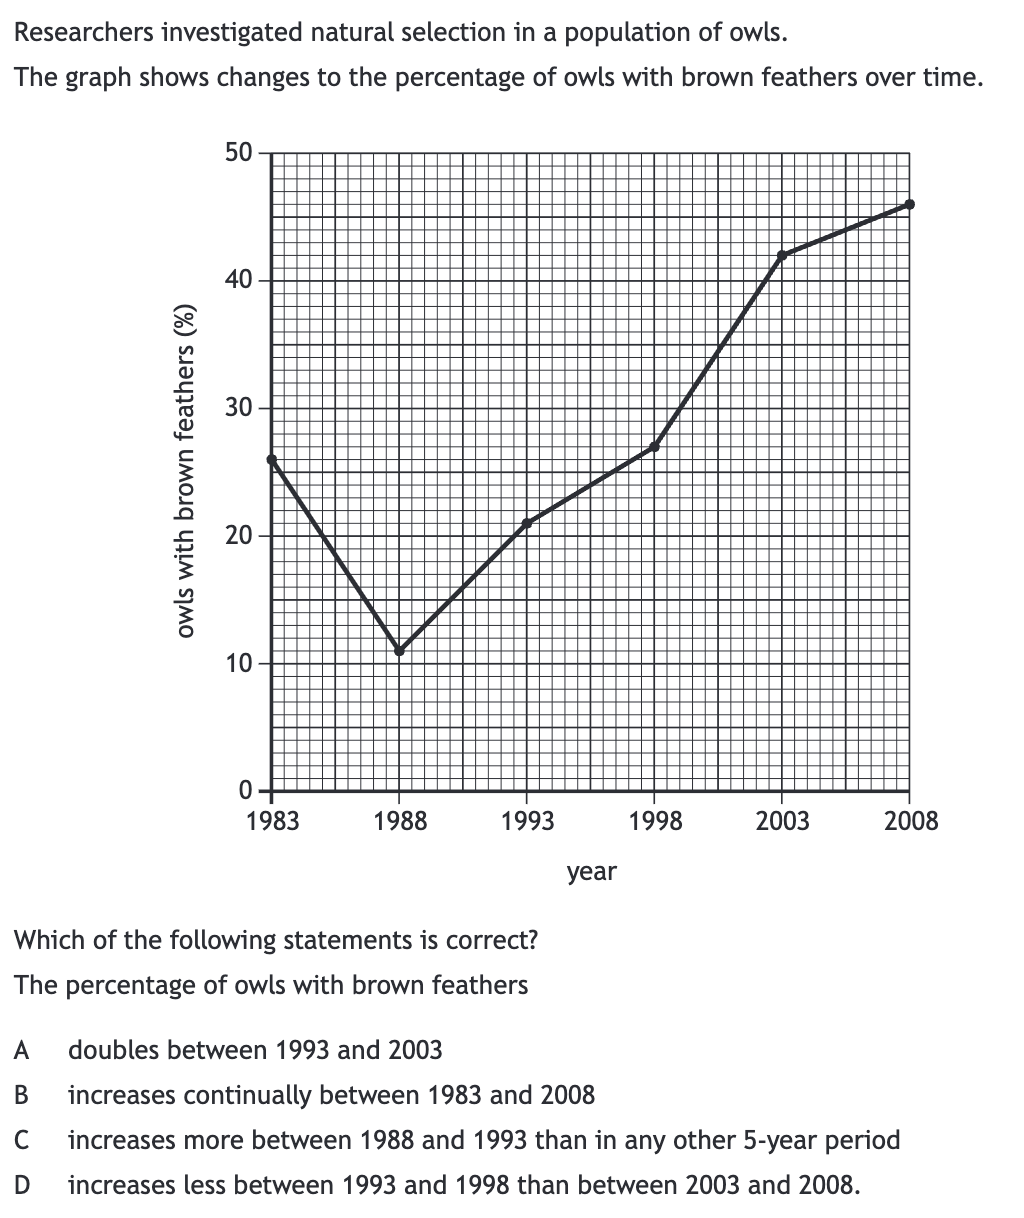 Researchers investigated natural selection in a population of owls.
The graph shows changes to the percentage of owls with brown feathers over time.
50
40
30
20
10
0
owls with brown feathers (%)
1983 1988 1993 1998 2003 2008
year
Which of the following statements is correct?
The percentage of owls with brown feathers
A doubles between 1993 and 2003
B increases continually between 1983 and 2008
C increases more between 1988 and 1993 than in any other 5-year period
D increases less between 1993 and 1998 than between 2003 and 2008.